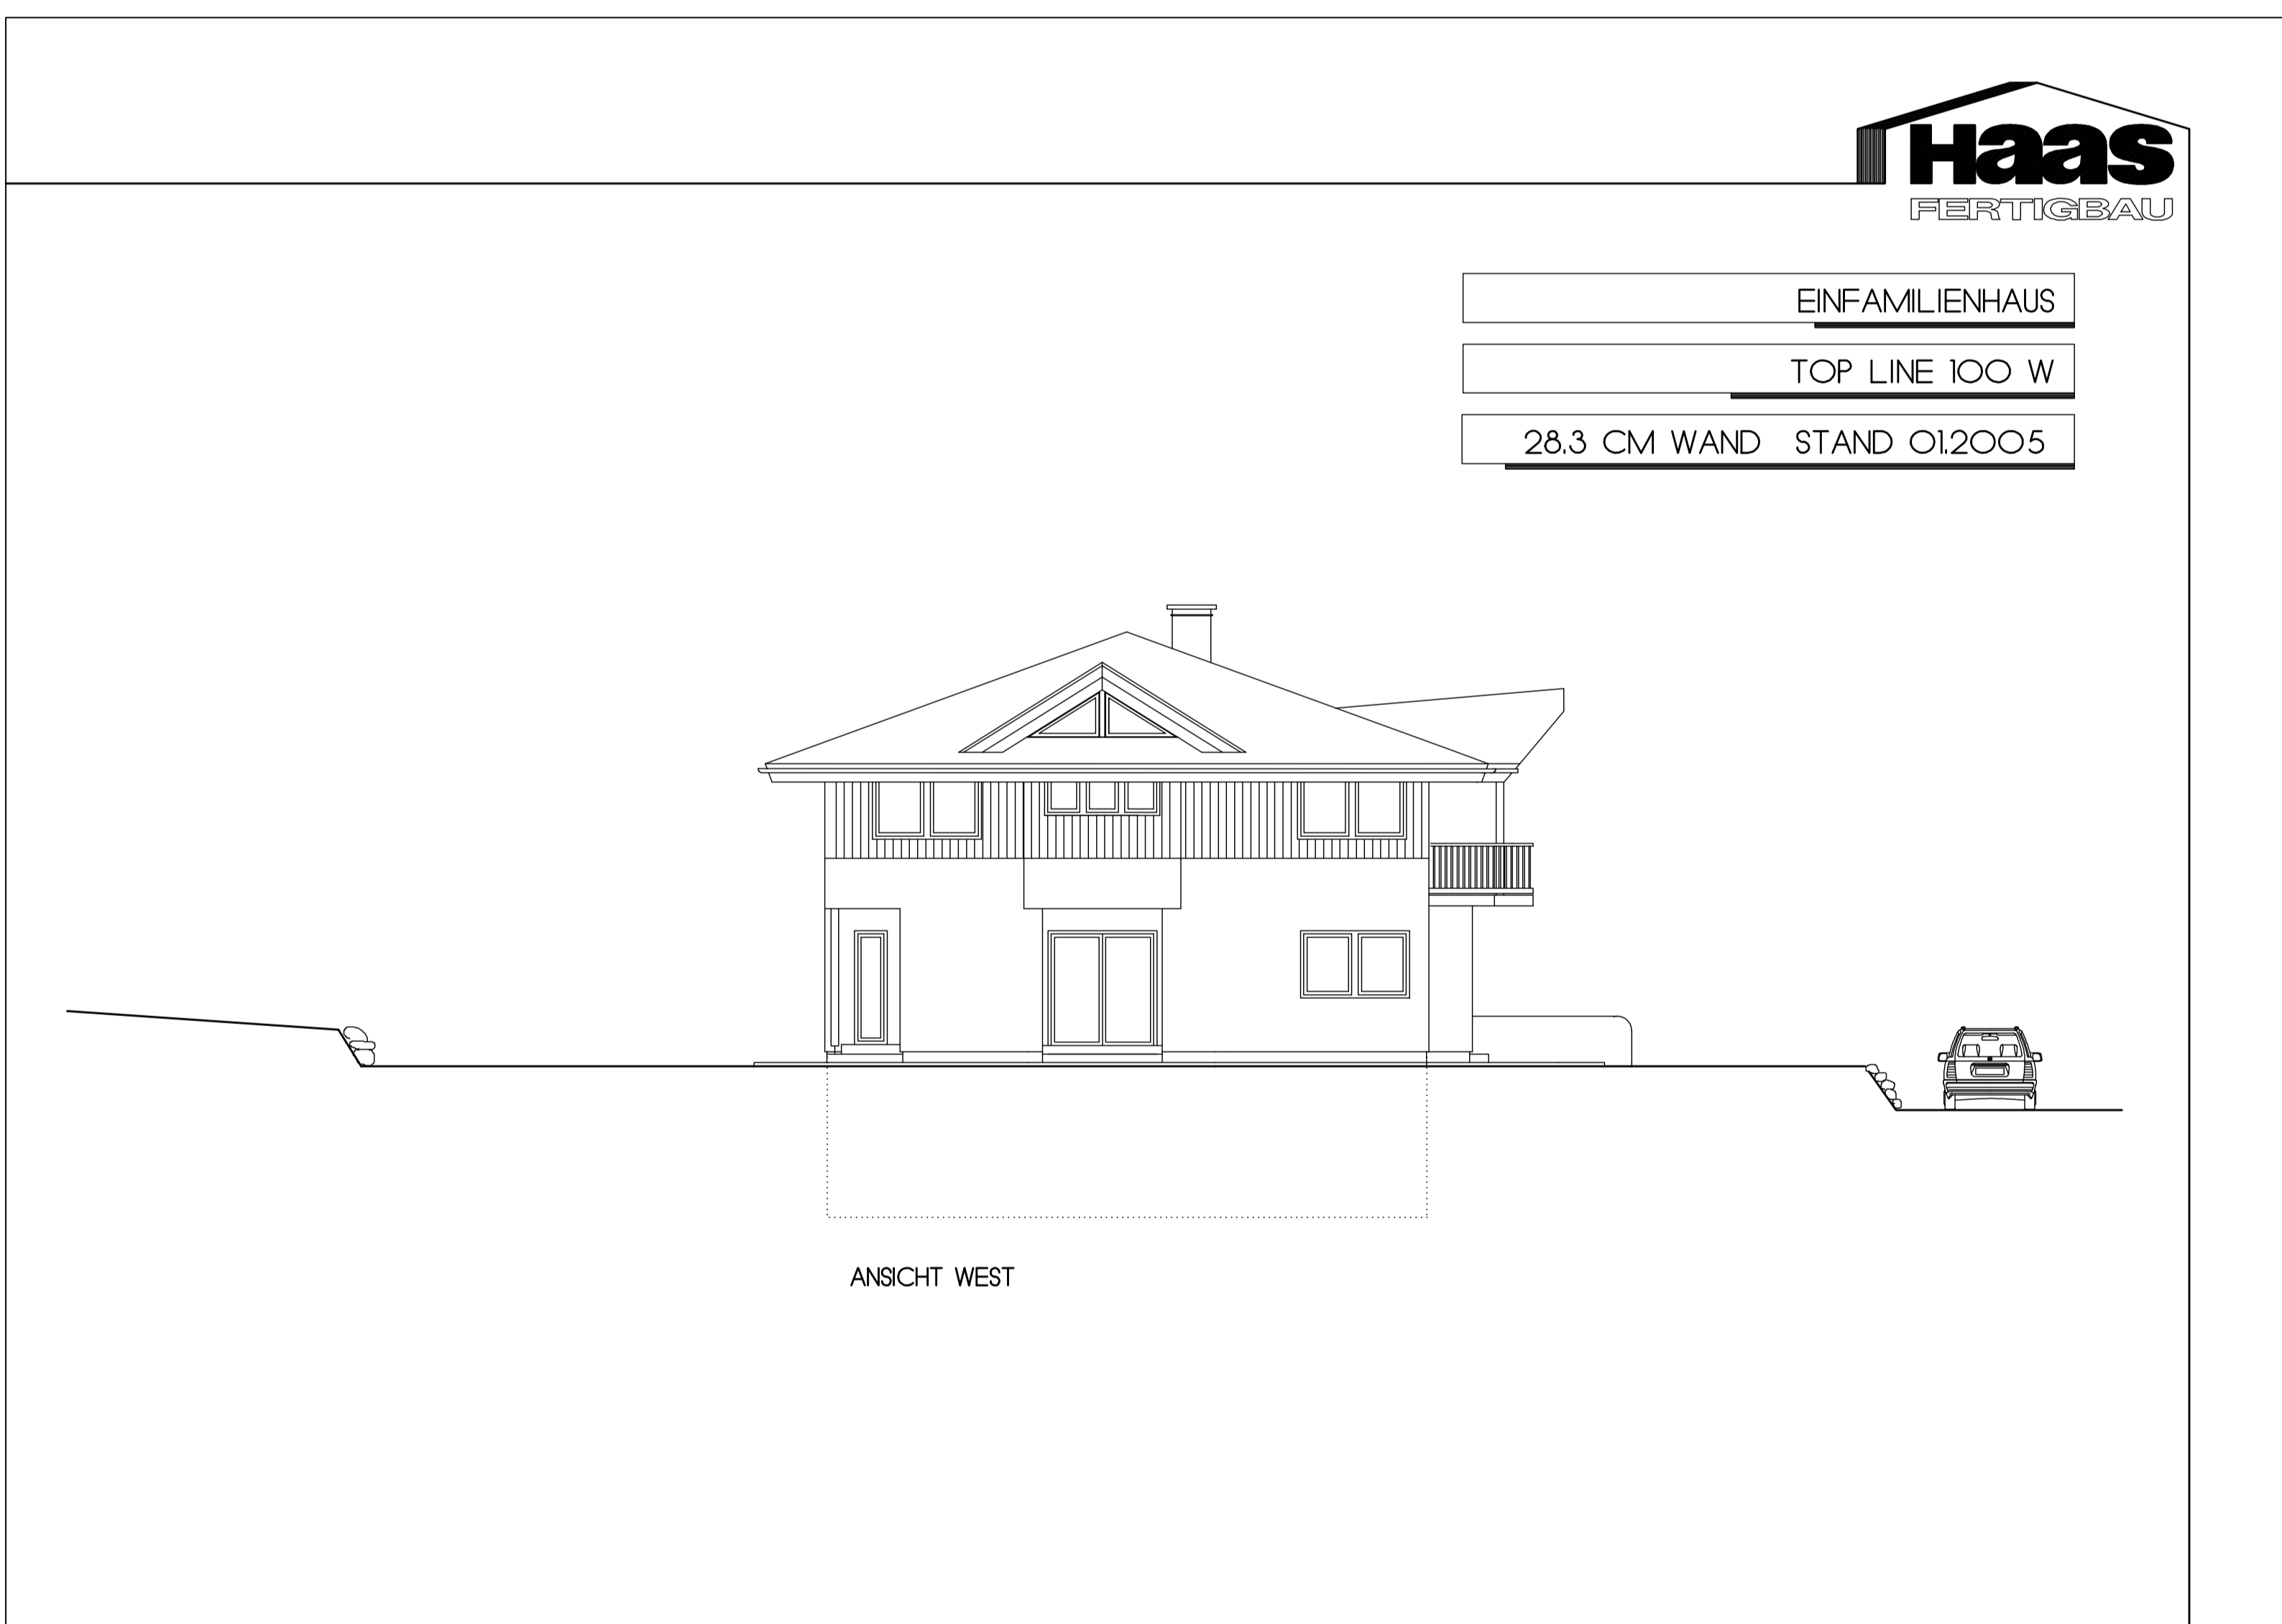 Haas
FERTIGBAU
EINFAMILIENHAUS
TOP LINE 100 W
28.3 CM WAND STAND 01.2005
ANSICHT WEST